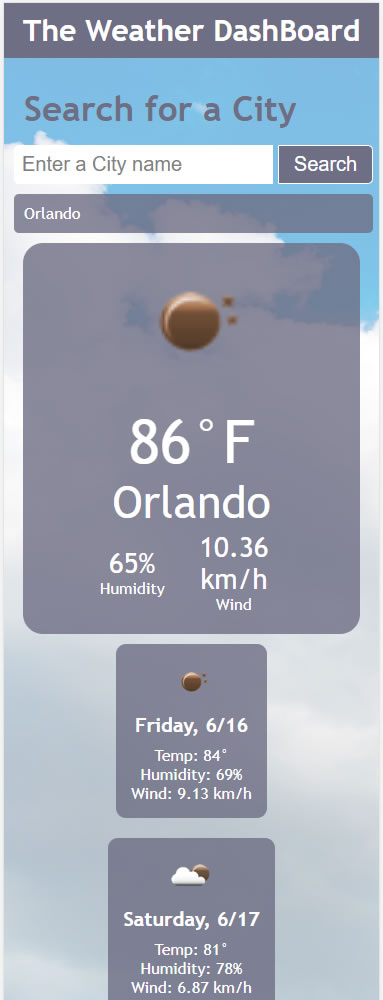 The Weather DashBoard
Search for a City
Enter a City name
Search
Orlando
86°F
Orlando
65%
Humidity
10.36
km/h
Wind
Friday, 6/16
Temp: 84°
Humidity: 69%
Wind: 9.13 km/h
Saturday, 6/17
Temp: 81°
Humidity: 78%
Wind: 6.87 km/h